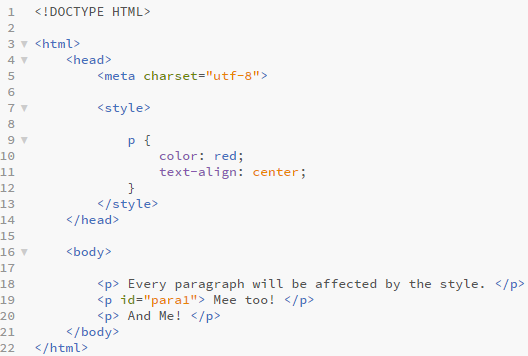 1 <!DOCTYPE HTML>
2
3 <html>
4 <head>
5 <meta charset="utf-8">
6
7 <style>
8
9 p {
10 color: red;
11 text-align: center;
12 }
13 </style>
14 </head>
15
16 <body>
17
18 <p> Every paragraph will be affected by the style. </p>
19 <p id="para1"> Mee too! </p>
20 <p> And Me! </p>
21 </body>
22 </html>